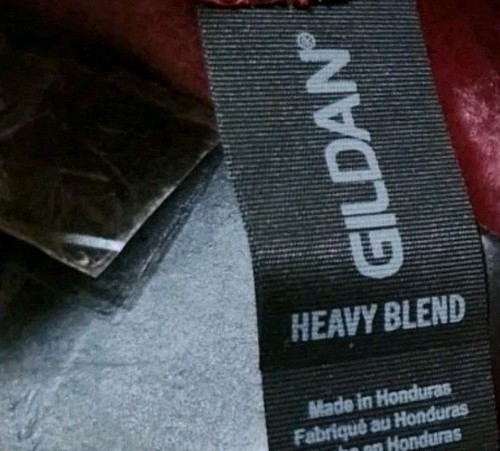 GILDAN®
HEAVY BLEND
Made in Honduras
Fabriqué au Honduras
en Honduras